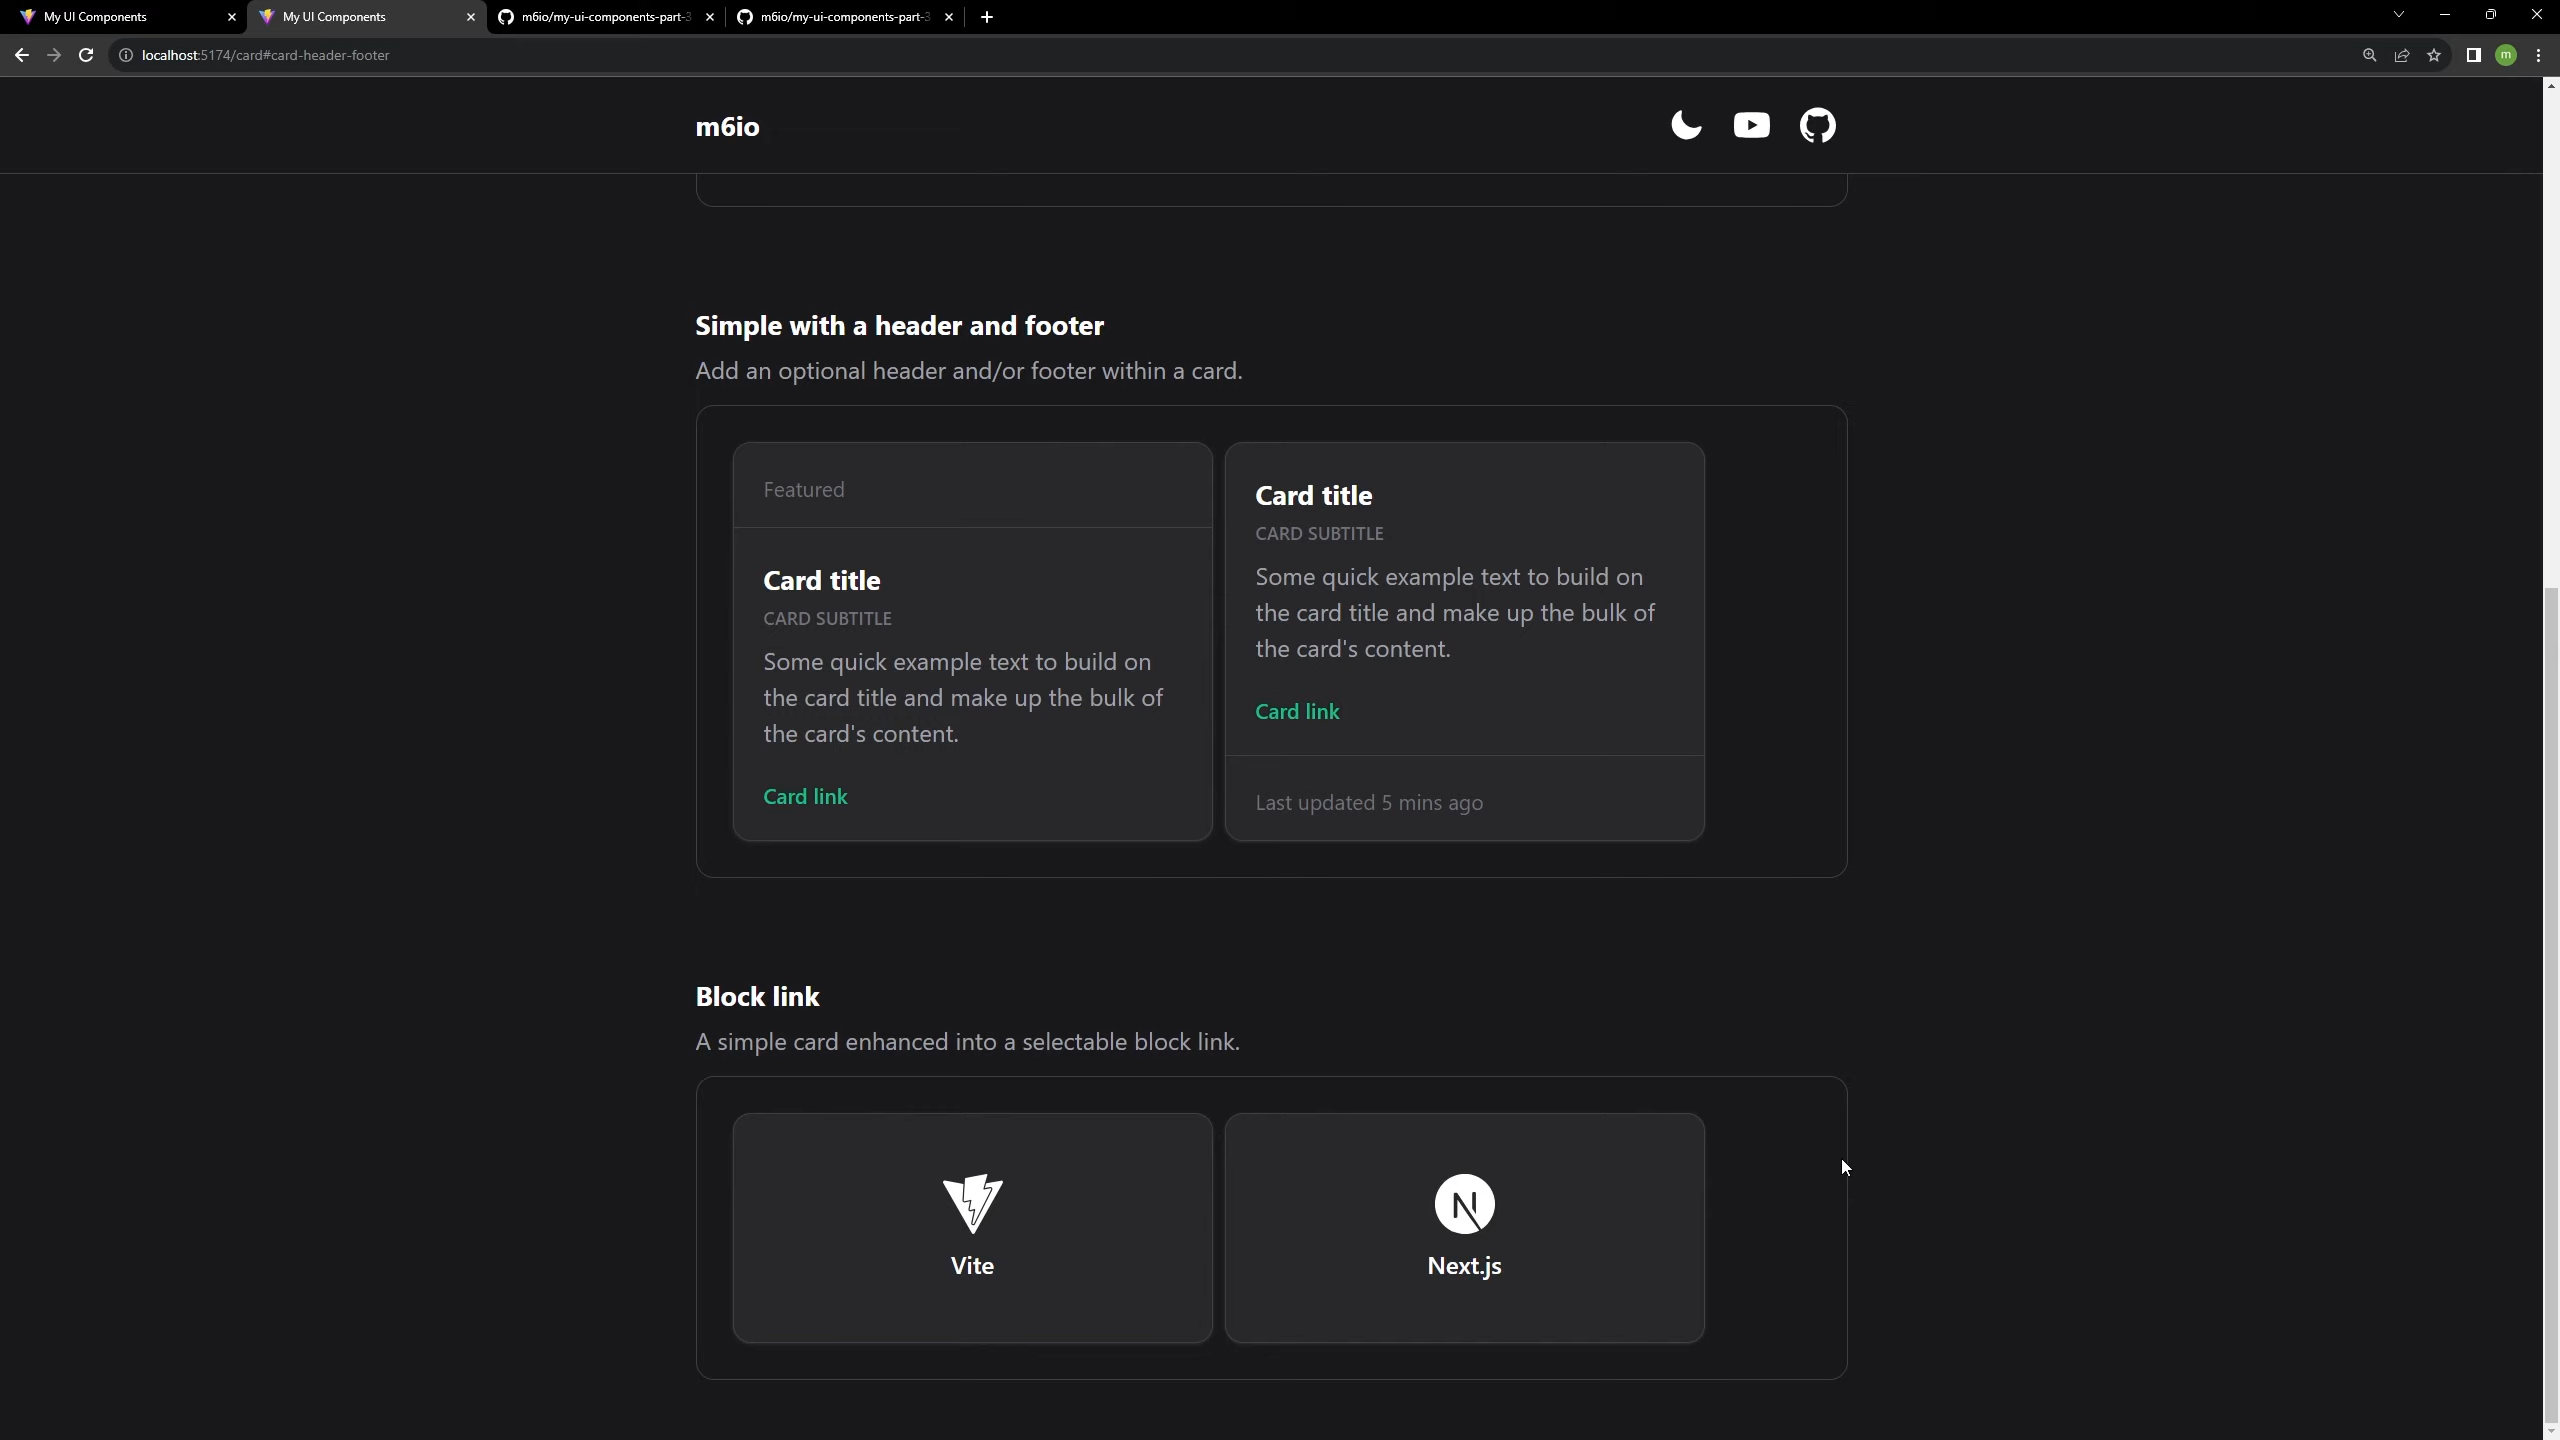 My UI Components
My UI Components
m6io/my-ui-components-part-3
m6io/my-ui-components-part-3
localhost:5174/card#card-header-footer
m
m6io
Simple with a header and footer
Add an optional header and/or footer within a card.
Featured
Card title
CARD SUBTITLE
Some quick example text to build on
the card title and make up the bulk of
the card's content.
Card link
Card title
CARD SUBTITLE
Some quick example text to build on
the card title and make up the bulk of
the card's content.
Card link
Last updated 5 mins ago
Block link
A simple card enhanced into a selectable block link.
Vite
N
Next.js